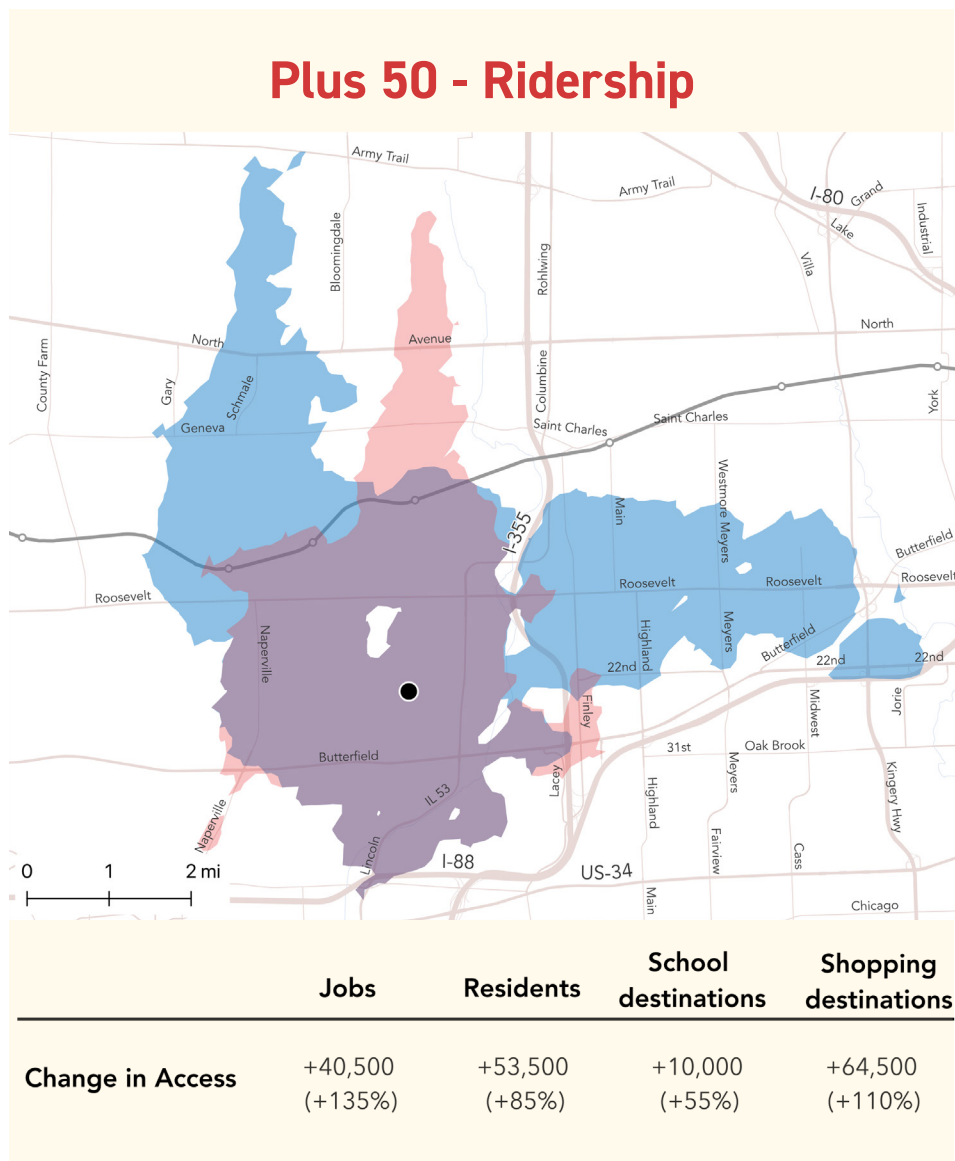 Plus 50 - Ridership
Army Trail
Army Trail
I-80
Grand
Lake
Industrial
Bloomingdale
Rohlwing
Villa
North
Avenue
North
County Farm
Gary
Schmale
Columbine
York
Geneva
Saint Charles
Saint Charles
Main
Westmore Meyers
I-355
Butterfield
Roosevelt
Roosevelt
Roosevelt
Roosevelt
Naperville
Highland
Meyers
Butterfield
22nd
22nd
22nd
Finley
Midwest
Jorie
Butterfield
31st
Oak Brook
Lacey
Meyers
Highland
Kingery Hwy
IL 53
Naperville
Lincoln
Fairview
Cass
I-88
US-34
Main
Chicago
0 1 2 mi
Jobs
Residents
School
destinations
Shopping
destinations
Change in Access
+40,500
(+135%)
+53,500
(+85%)
+10,000
(+55%)
+64,500
(+110%)